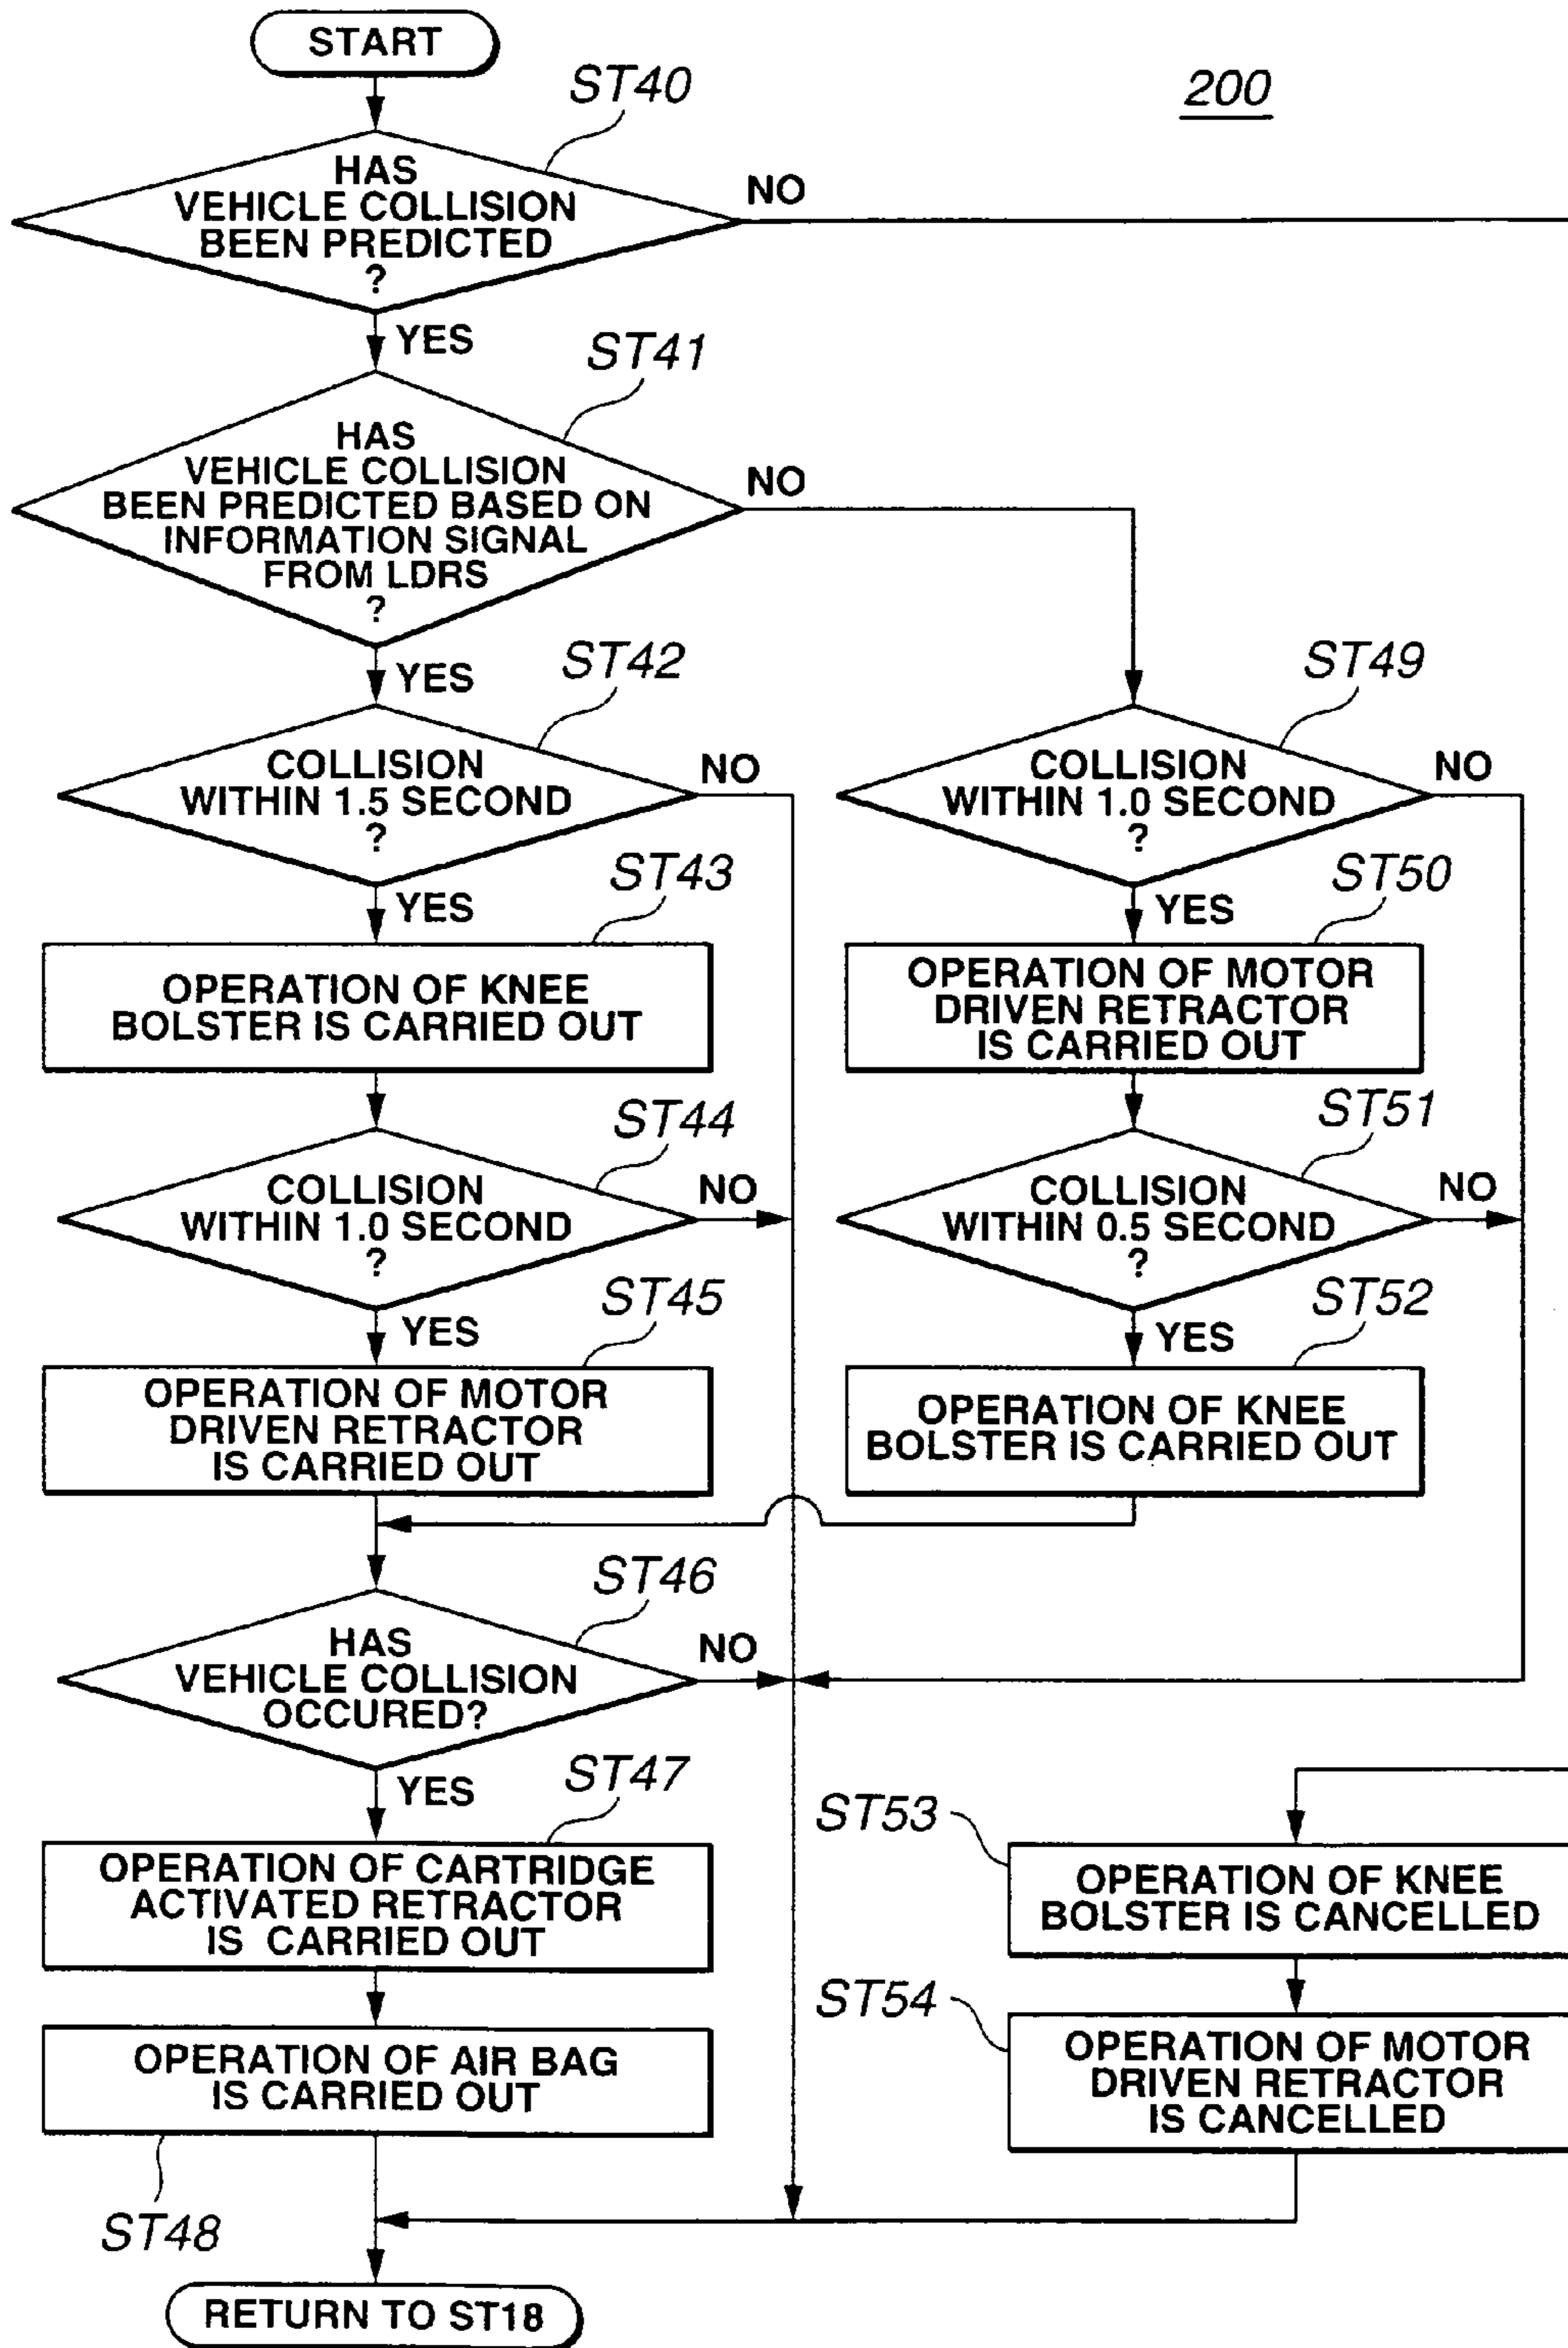 START
ST40
200
HAS
VEHICLE COLLISION
BEEN PREDICTED
?
NO
YES
ST41
HAS
VEHICLE COLLISION
BEEN PREDICTED BASED ON
INFORMATION SIGNAL
FROM LDRS
?
NO
YES
ST42
COLLISION
WITHIN 1.5 SECOND
?
NO
YES
ST43
OPERATION OF KNEE
BOLSTER IS CARRIED OUT
ST44
COLLISION
WITHIN 1.0 SECOND
?
NO
YES
ST45
OPERATION OF MOTOR
DRIVEN RETRACTOR
IS CARRIED OUT
ST49
COLLISION
WITHIN 1.0 SECOND
?
NO
YES
ST50
OPERATION OF MOTOR
DRIVEN RETRACTOR
IS CARRIED OUT
ST51
COLLISION
WITHIN 0.5 SECOND
?
NO
YES
ST52
OPERATION OF KNEE
BOLSTER IS CARRIED OUT
ST46
HAS
VEHICLE COLLISION
OCCURED?
NO
YES
ST47
OPERATION OF CARTRIDGE
ACTIVATED RETRACTOR
IS CARRIED OUT
OPERATION OF AIR BAG
IS CARRIED OUT
ST48
ST53
OPERATION OF KNEE
BOLSTER IS CANCELLED
ST54
OPERATION OF MOTOR
DRIVEN RETRACTOR
IS CANCELLED
RETURN TO ST18